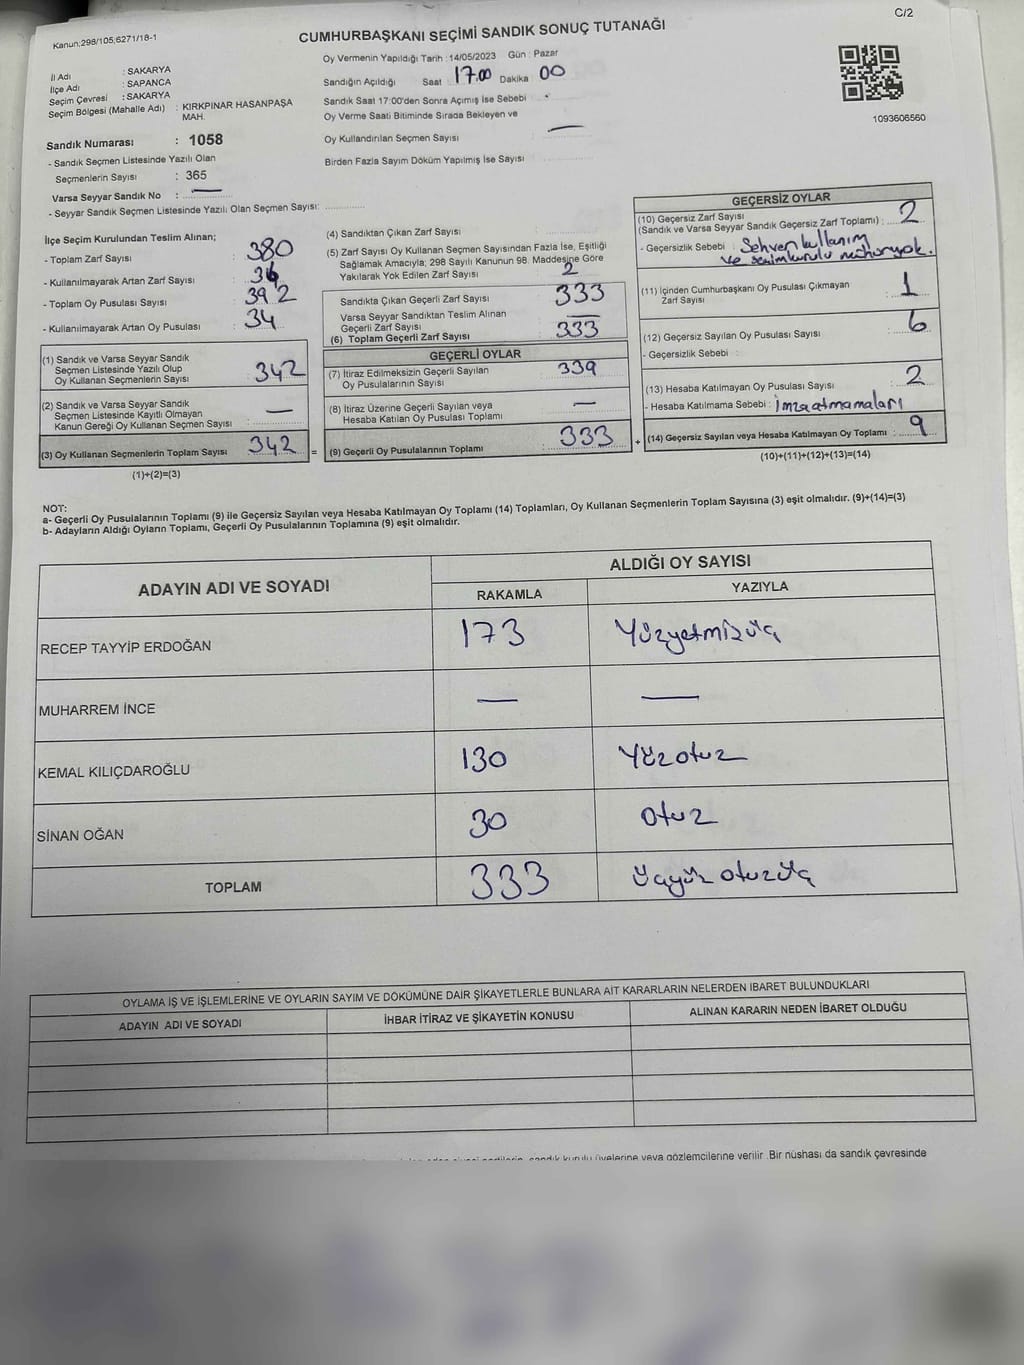 C/2
Kanun:298/105;6271/18-1
CUMHURBAŞKANI SEÇİMİ SANDIK SONUÇ TUTANAĞI
İl Adı : SAKARYA
İlçe Adı : SAPANCA
Seçim Çevresi : SAKARYA
Seçim Bölgesi (Mahalle Adı) : KIRKPINAR HASANPAŞA
MAH.
Sandık Numarası : 1058
- Sandık Seçmen Listesinde Yazılı Olan
Seçmenlerin Sayısı : 365
Varsa Seyyar Sandık No : —
- Seyyar Sandık Seçmen Listesinde Yazılı Olan Seçmen Sayısı:
Oy Vermenin Yapıldığı Tarih :14/05/2023 Gün : Pazar
Sandığın Açıldığı Saat 17.00 Dakika 00
Sandık Saat 17:00'den Sonra Açımış İse Sebebi
Oy Verme Saati Bitiminde Sırada Bekleyen ve
Oy Kullandırılan Seçmen Sayısı : —
Birden Fazla Sayım Döküm Yapılmış İse Sayısı :
1093606560
İlçe Seçim Kurulundan Teslim Alınan;
- Toplam Zarf Sayısı : 380
- Kullanılmayarak Artan Zarf Sayısı : 36
- Toplam Oy Pusulası Sayısı : 392
- Kullanılmayarak Artan Oy Pusulası : 34
(1) Sandık ve Varsa Seyyar Sandık
Seçmen Listesinde Yazılı Olup
Oy Kullanan Seçmenlerin Sayısı : 342
(2) Sandık ve Varsa Seyyar Sandık
Seçmen Listesinde Kayıtlı Olmayan
Kanun Gereği Oy Kullanan Seçmen Sayısı : —
(3) Oy Kullanan Seçmenlerin Toplam Sayısı : 342
(1)+(2)=(3)
(4) Sandıktan Çıkan Zarf Sayısı :
(5) Zarf Sayısı Oy Kullanan Seçmen Sayısından Fazla İse, Eşitliği
Sağlamak Amacıyla; 298 Sayılı Kanunun 98. Maddesine Göre
Yakılarak Yok Edilen Zarf Sayısı : 2
Sandıkta Çıkan Geçerli Zarf Sayısı : 333
Varsa Seyyar Sandıktan Teslim Alınan
Geçerli Zarf Sayısı : —
(6) Toplam Geçerli Zarf Sayısı : 333
GEÇERLİ OYLAR
(7) İtiraz Edilmeksizin Geçerli Sayılan
Oy Pusulalarının Sayısı : 339
(8) İtiraz Üzerine Geçerli Sayılan veya
Hesaba Katılan Oy Pusulası Toplamı : —
= (9) Geçerli Oy Pusulalarının Toplamı : 333
GEÇERSİZ OYLAR
(10) Geçersiz Zarf Sayısı
(Sandık ve Varsa Seyyar Sandık Geçersiz Zarf Toplamı) : 2
- Geçersizlik Sebebi : Sehven kullanım
ve seçim kurulu mührü yok.
(11) İçinden Cumhurbaşkanı Oy Pusulası Çıkmayan
Zarf Sayısı : 1
(12) Geçersiz Sayılan Oy Pusulası Sayısı : 6
- Geçersizlik Sebebi :
(13) Hesaba Katılmayan Oy Pusulası Sayısı : 2
- Hesaba Katılmama Sebebi : İmza atmamaları
+ (14) Geçersiz Sayılan veya Hesaba Katılmayan Oy Toplamı : 9
(10)+(11)+(12)+(13)=(14)
NOT:
a- Geçerli Oy Pusulalarının Toplamı (9) ile Geçersiz Sayılan veya Hesaba Katılmayan Oy Toplamı (14) Toplamları, Oy Kullanan Seçmenlerin Toplam Sayısına (3) eşit olmalıdır. (9)+(14)=(3)
b- Adayların Aldığı Oyların Toplamı, Geçerli Oy Pusulalarının Toplamına (9) eşit olmalıdır.
ADAYIN ADI VE SOYADI ALDIĞI OY SAYISI
RAKAMLA YAZIYLA
RECEP TAYYİP ERDOĞAN 173 Yüzyetmişüç
MUHARREM İNCE — —
KEMAL KILIÇDAROĞLU 130 Yüzotuz
SİNAN OĞAN 30 Otuz
TOPLAM 333 Üçyüz otuzüç
OYLAMA İŞ VE İŞLEMLERİNE VE OYLARIN SAYIM VE DÖKÜMÜNE DAİR ŞİKAYETLERLE BUNLARA AİT KARARLARIN NELERDEN İBARET BULUNDUKLARI
ADAYIN ADI VE SOYADI İHBAR İTİRAZ VE ŞİKAYETİN KONUSU ALINAN KARARIN NEDEN İBARET OLDUĞU
sandık kurulu üyelerine veya gözlemcilerine verilir .Bir nüshası da sandık çevresinde